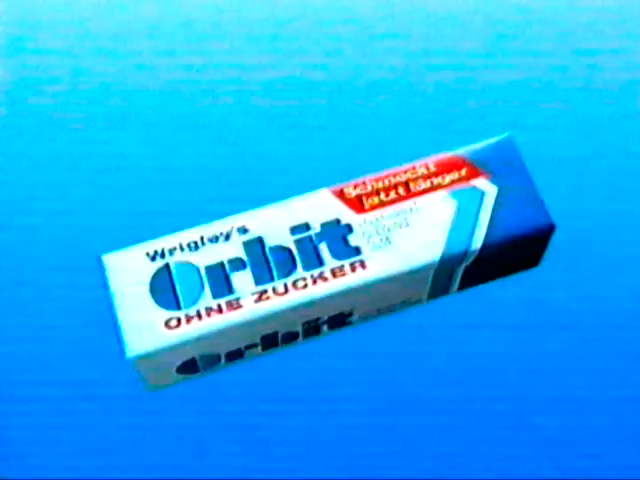 Schmeckt
jetzt länger
Wrigley's
Orbit
OHNE ZUCKER
Orbit